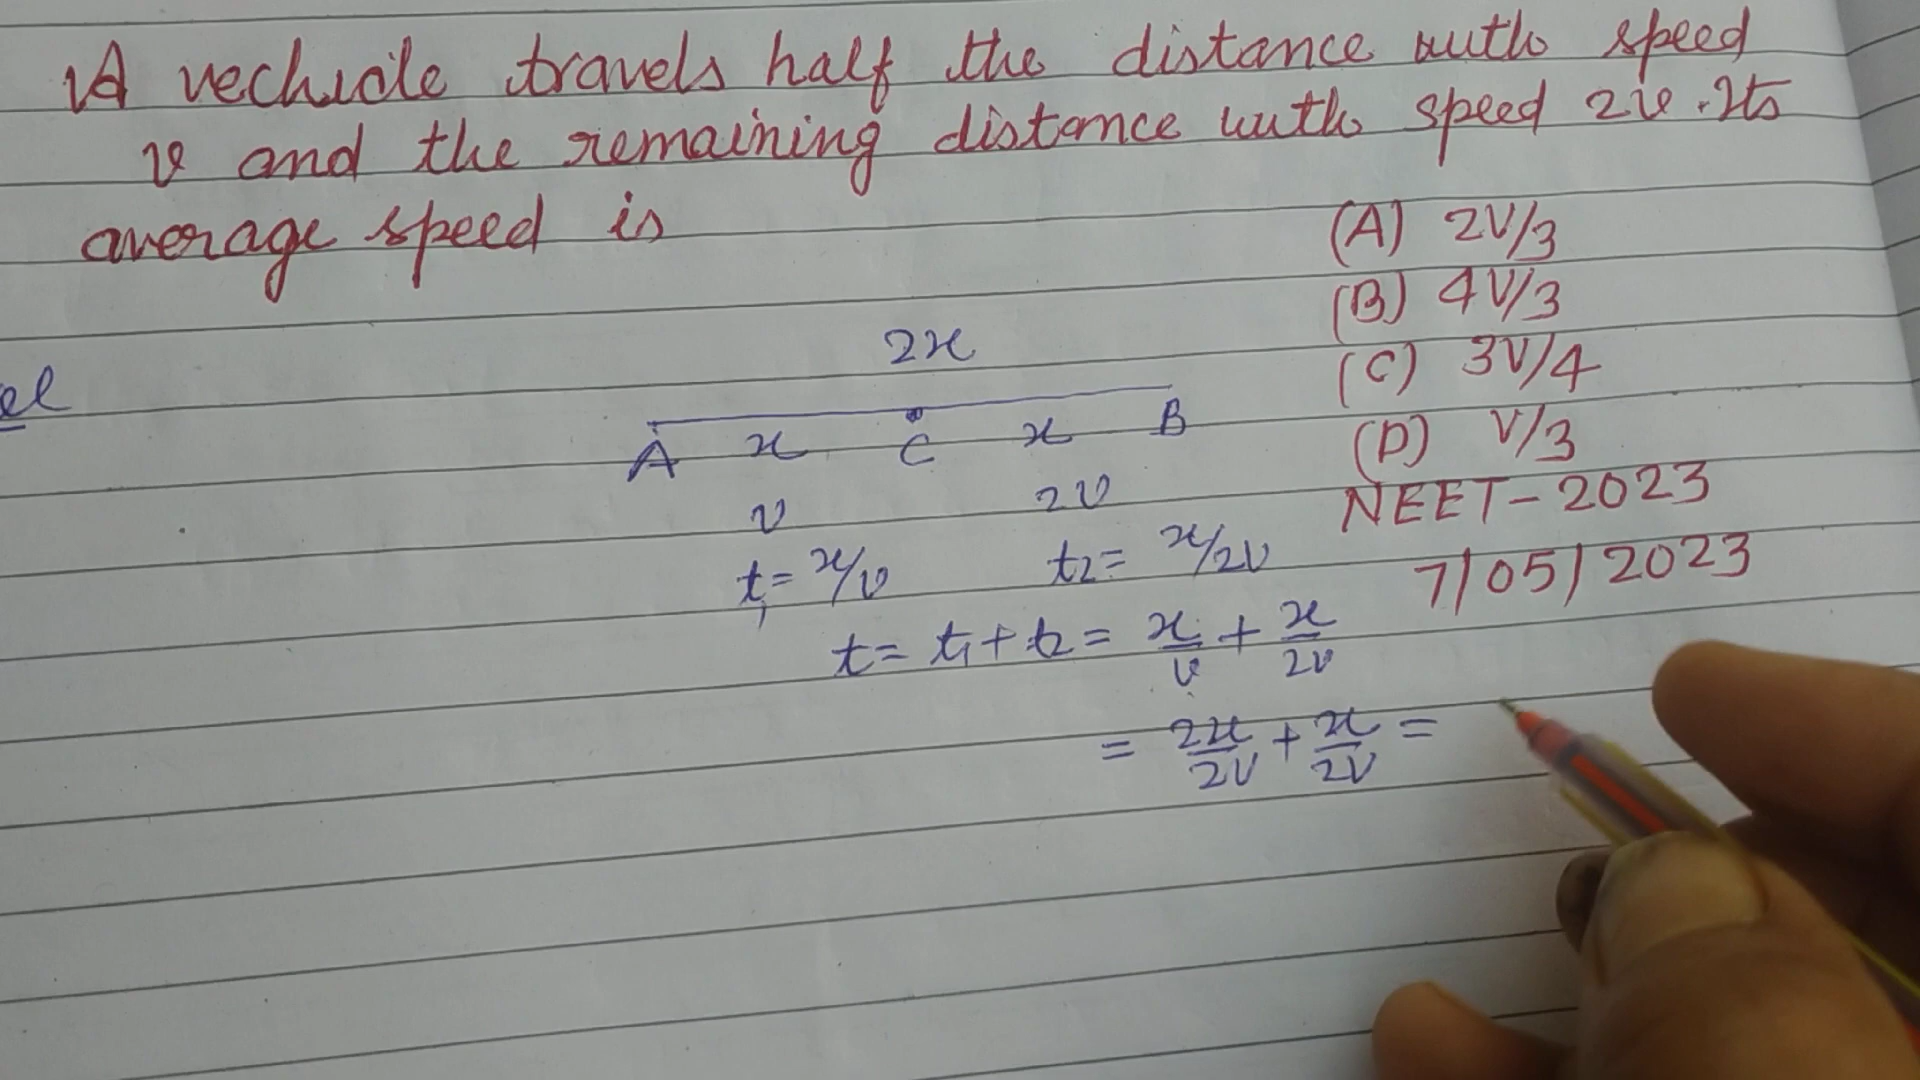 1A vechicle travels half the distance with speed
v and the remaining distance with speed 2v. Its
average speed is
(A) 2V/3
(B) 4V/3
(C) 3V/4
(D) V/3
NEET-2023
7/05/2023
el
2x
A x C x B
v 2v
t1= x/v t2= x/2v
t= t1+t2= x/v + x/2v
= 2x/2v + x/2v =